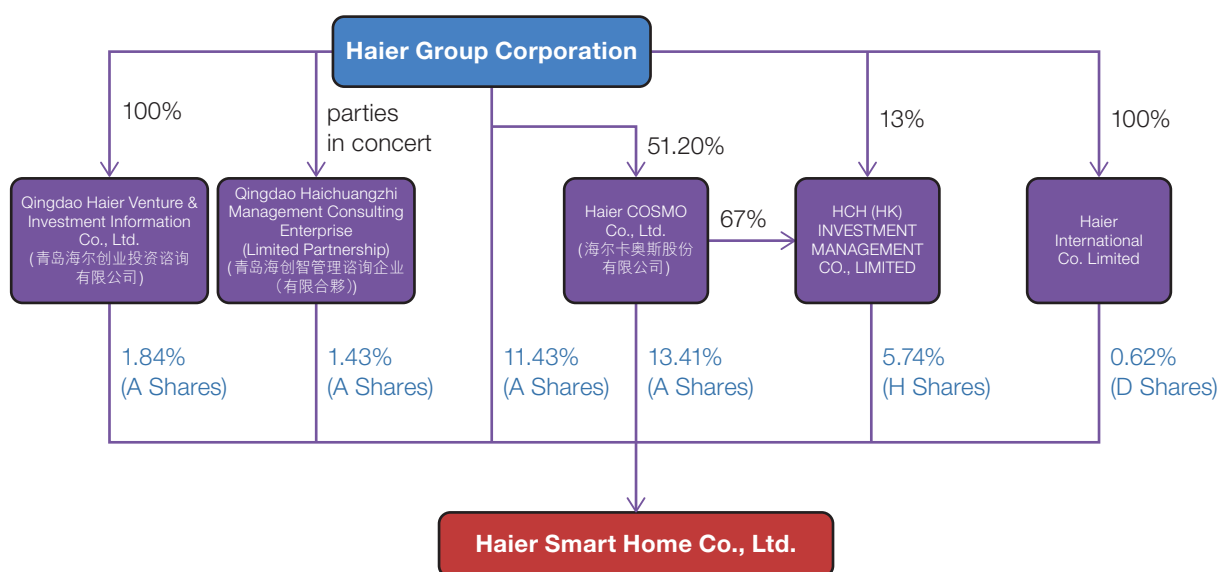 Haier Group Corporation
100%
parties
in concert
51.20%
13%
100%
Qingdao Haier Venture &
Investment Information
Co., Ltd.
(青岛海尔创业投资谘询
有限公司)
Qingdao Haichuangzhi
Management Consulting
Enterprise
(Limited Partnership)
(青岛海创智管理谘询企业
(有限合夥))
Haier COSMO
Co., Ltd.
(海尔卡奥斯股份
有限公司)
67%
HCH (HK)
INVESTMENT
MANAGEMENT
CO., LIMITED
Haier
International
Co. Limited
1.84%
(A Shares)
1.43%
(A Shares)
11.43%
(A Shares)
13.41%
(A Shares)
5.74%
(H Shares)
0.62%
(D Shares)
Haier Smart Home Co., Ltd.